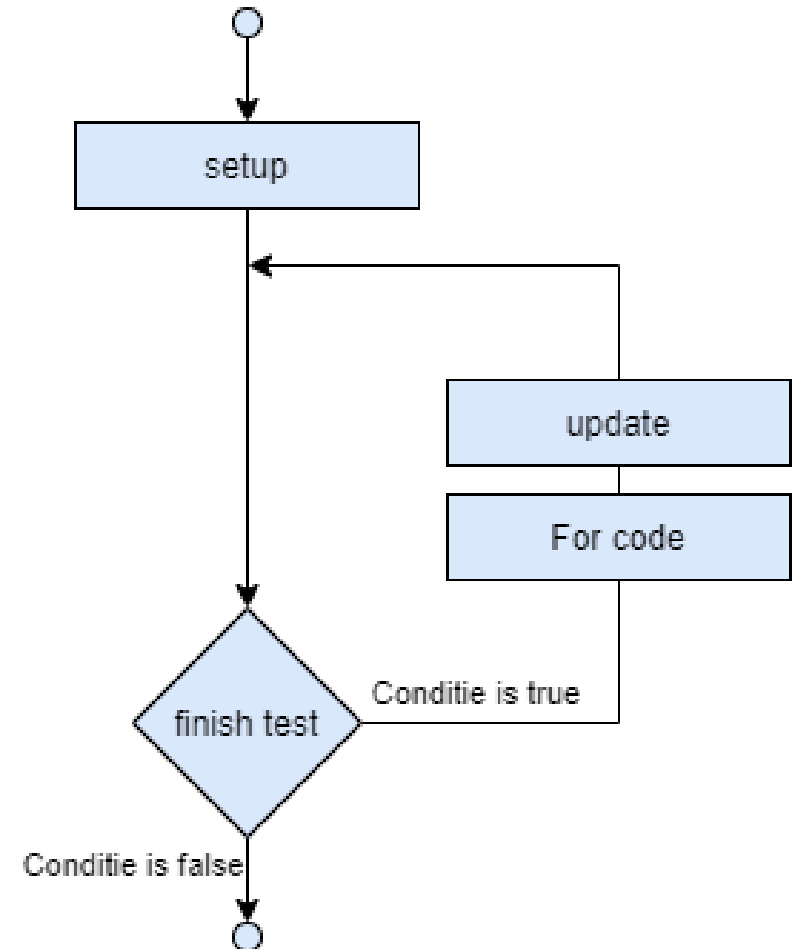 setup
update
For code
Conditie is true
finish test
Conditie is false